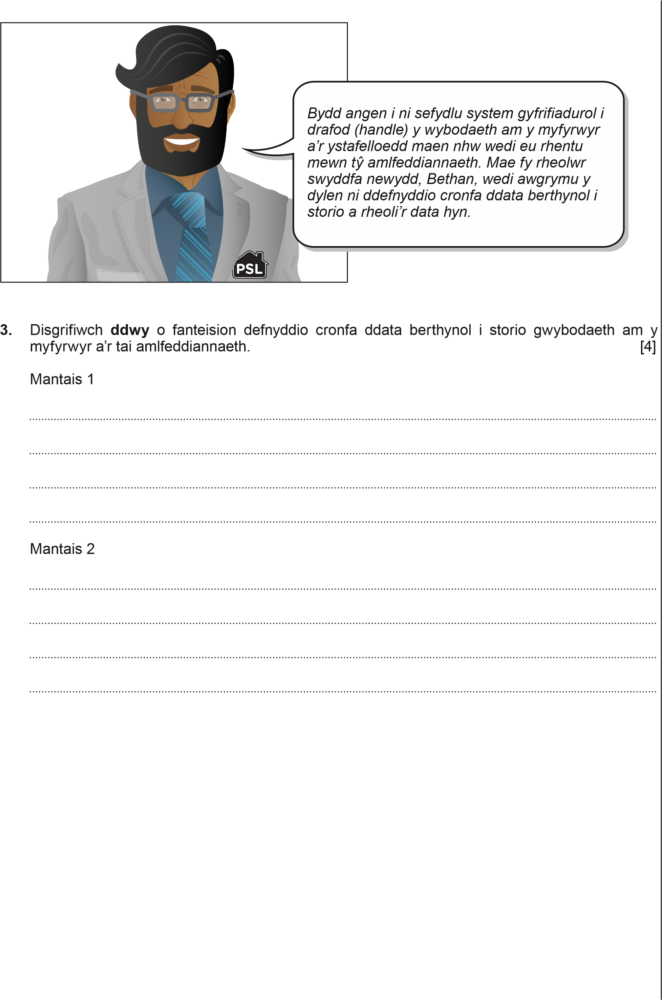 Bydd angen i ni sefydlu system gyfrifiadurol i
drafod (handle) y wybodaeth am y myfyrwyr
a'r ystafelloedd maen nhw wedi eu rhentu
mewn tŷ amlfeddiannaeth. Mae fy rheolwr
swyddfa newydd, Bethan, wedi awgrymu y
dylen ni ddefnyddio cronfa ddata berthynol i
storio a rheoli'r data hyn.
PSL
3. Disgrifiwch ddwy o fanteision defnyddio cronfa ddata berthynol i storio gwybodaeth am y
myfyrwyr a'r tai amlfeddiannaeth. [4]
Mantais 1
Mantais 2